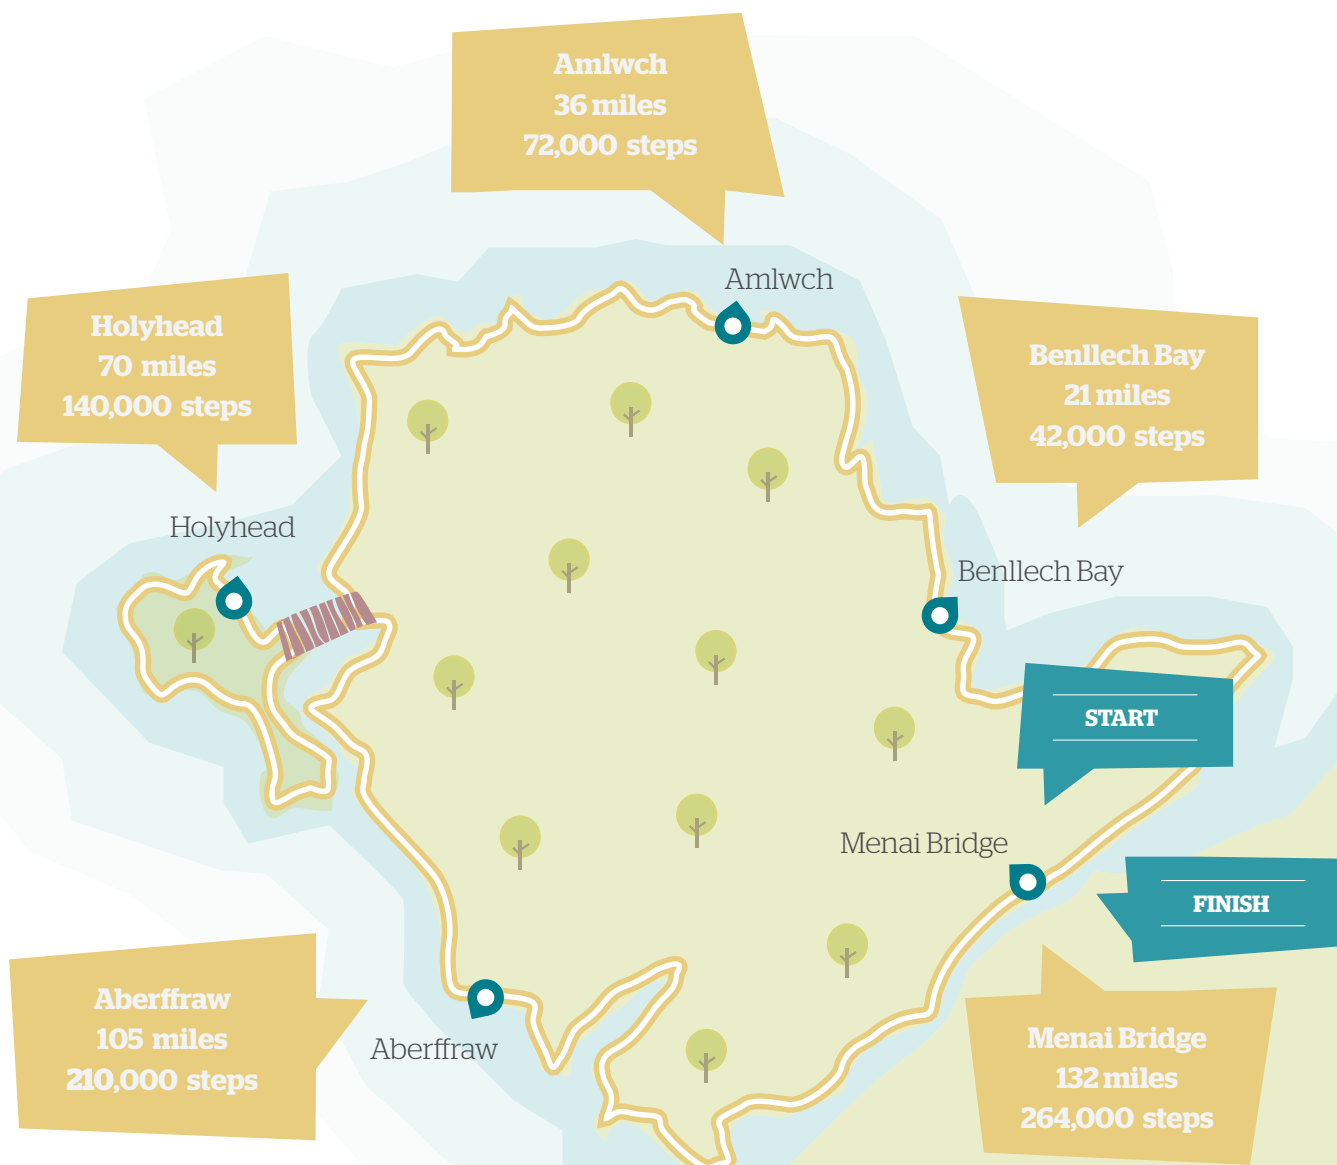 Amlwch
36 miles
72,000 steps
Amlwch
Holyhead
70 miles
140,000 steps
Benllech Bay
21 miles
42,000 steps
Holyhead
Benllech Bay
START
Menai Bridge
FINISH
Aberffraw
105 miles
210,000 steps
Aberffraw
Menai Bridge
132 miles
264,000 steps